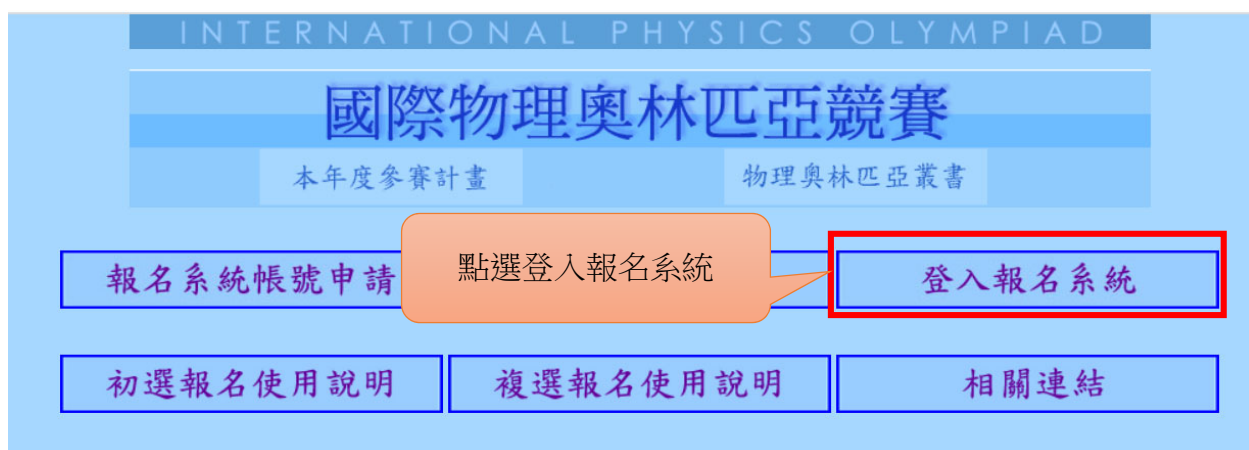 INTERNATIONAL PHYSICS OLYMPIAD
國際物理奧林匹亞競賽
本年度參賽計畫 物理奧林匹亞叢書
報名系統帳號申請 點選登入報名系統 登入報名系統
初選報名使用說明 複選報名使用說明 相關連結